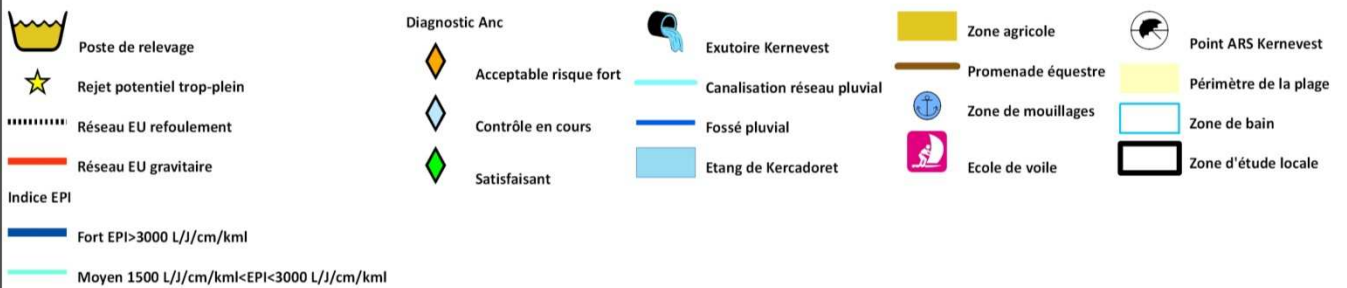 Poste de relevage
Rejet potentiel trop-plein
Réseau EU refoulement
Réseau EU gravitaire
Indice EPI
Fort EPI>3000 L/J/cm/kml
Moyen 1500 L/J/cm/kml<EPI<3000 L/J/cm/kml
Diagnostic Anc
Acceptable risque fort
Contrôle en cours
Satisfaisant
Exutoire Kernevest
Canalisation réseau pluvial
Fossé pluvial
Etang de Kercadoret
Zone agricole
Promenade équestre
Zone de mouillages
Ecole de voile
Point ARS Kernevest
Périmètre de la plage
Zone de bain
Zone d'étude locale